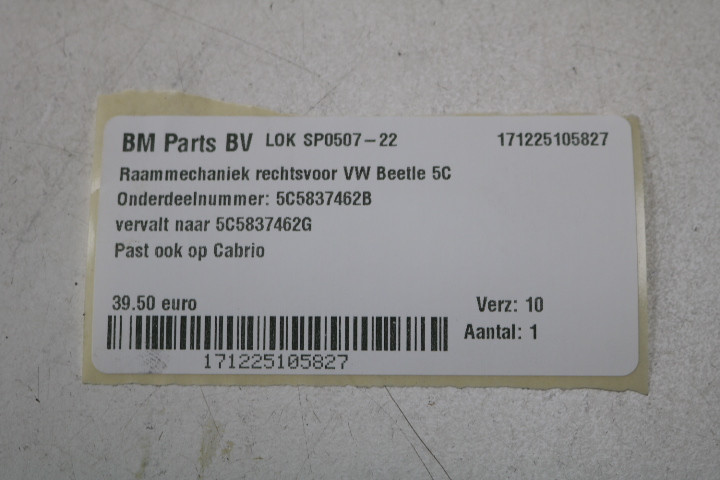 BM Parts BV LOK SP0507-22 171225105827
Raammechaniek rechtsvoor VW Beetle 5C
Onderdeelnummer: 5C5837462B
vervalt naar 5C5837462G
Past ook op Cabrio
39.50 euro Verz: 10
Aantal: 1
171225105827